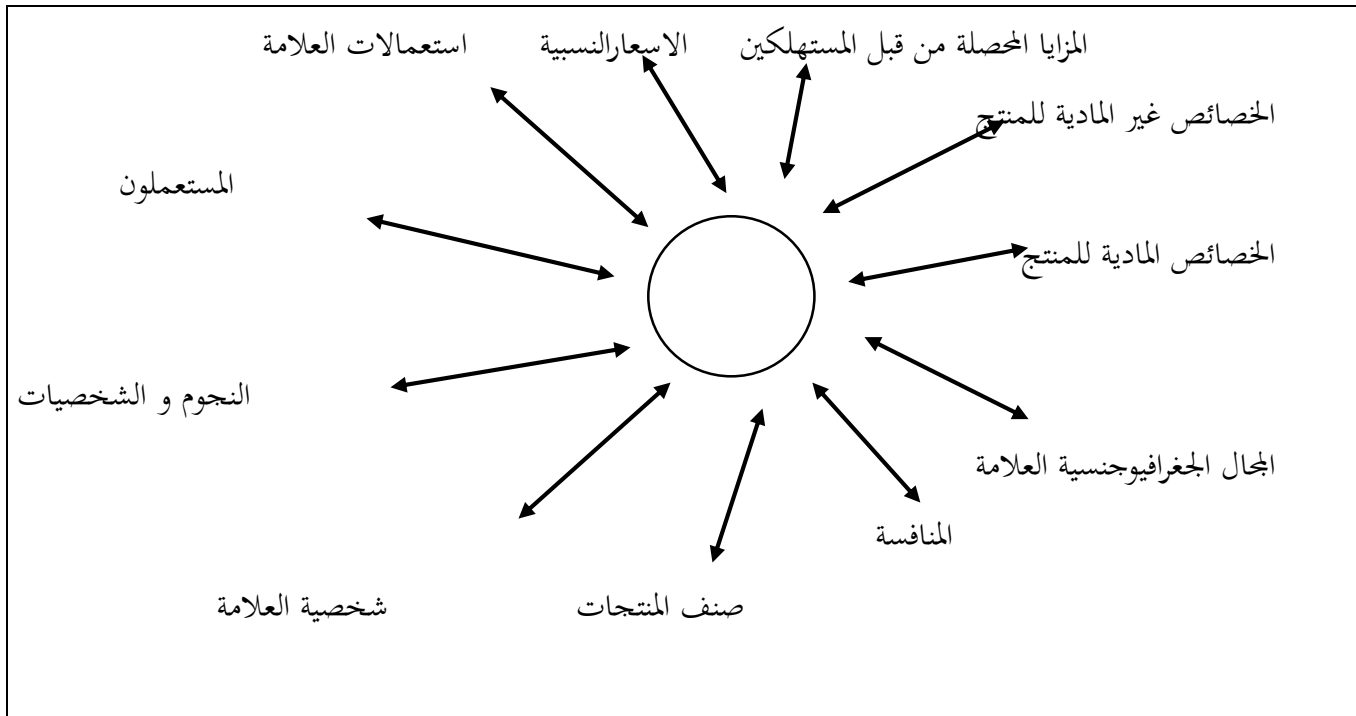 المزايا المحصلة من قبل المستهلكين
الاسعارالنسبية
استعمالات العلامة
الخصائص غير المادية للمنتج
المستعملون
الخصائص المادية للمنتج
النجوم و الشخصيات
المجال الجغرافيوجنسية العلامة
المنافسة
صنف المنتجات
شخصية العلامة